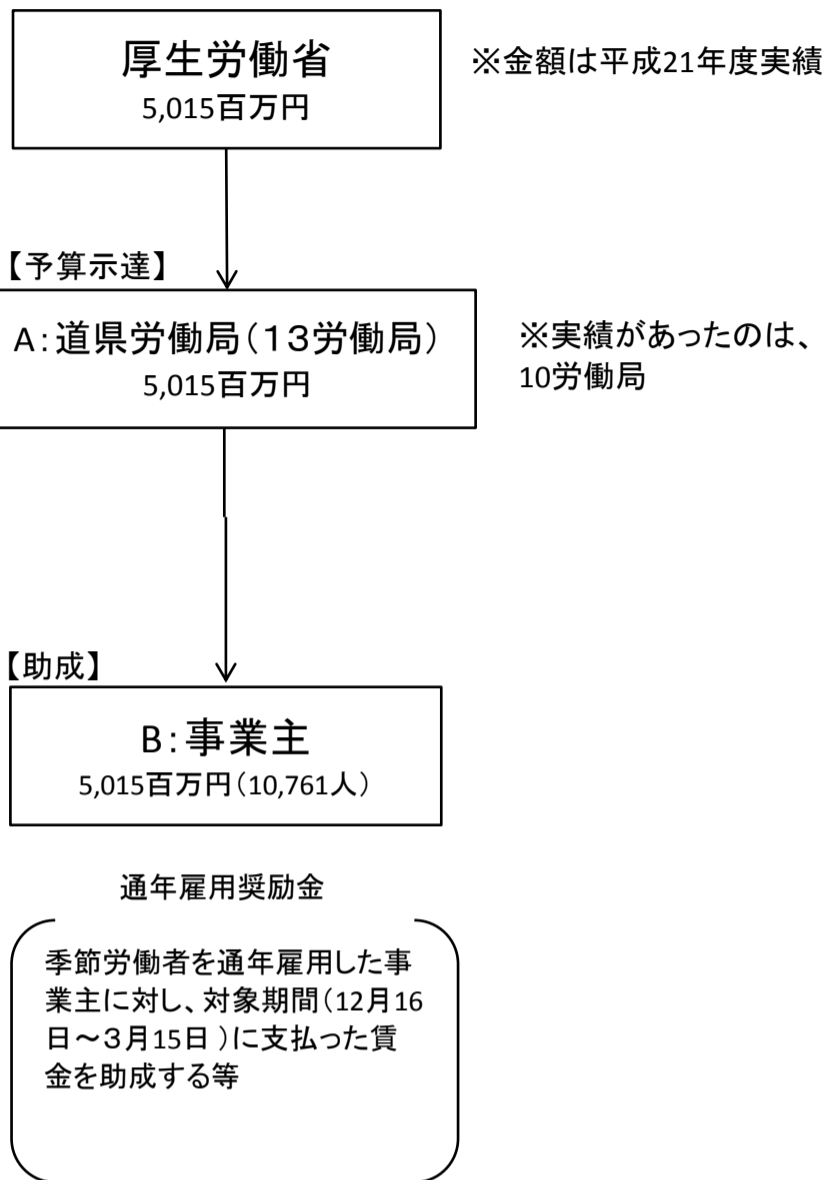 厚生労働省
5,015百万円
※金額は平成21年度実績
【予算示達】
A:道県労働局(13労働局)
5,015百万円
※実績があったのは、
10労働局
【助成】
B:事業主
5,015百万円(10,761人)
通年雇用奨励金
季節労働者を通年雇用した事
業主に対し、対象期間(12月16
日~3月15日 )に支払った賃
金を助成する等